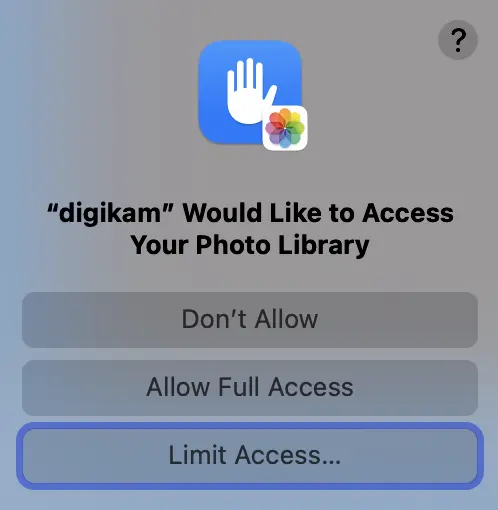 ?
“digikam” Would Like to Access
Your Photo Library
Don’t Allow
Allow Full Access
Limit Access...